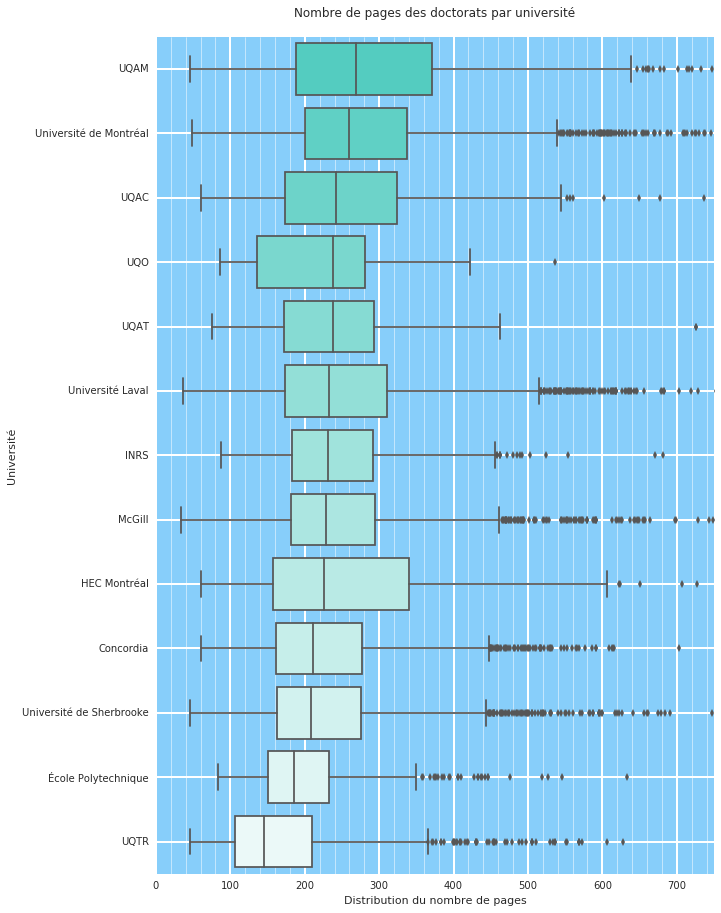 Nombre de pages des doctorats par université
UQAM
Université de Montréal
UQAC
UQO
UQAT
Université Laval
INRS
McGill
HEC Montréal
Concordia
Université de Sherbrooke
École Polytechnique
UQTR
Université
0 100 200 300 400 500 600 700
Distribution du nombre de pages